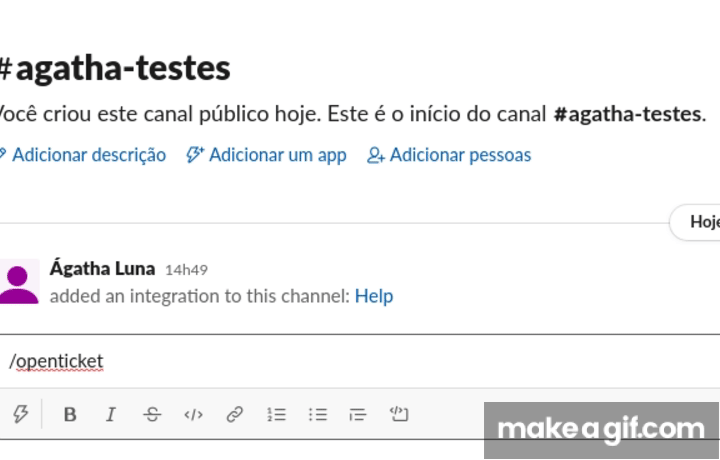 #agatha-testes
Você criou este canal público hoje. Este é o início do canal #agatha-testes.
Adicionar descrição Adicionar um app Adicionar pessoas
Hoje
Ágatha Luna 14h49
added an integration to this channel: Help
/openticket
B I S </>
makeagif.com